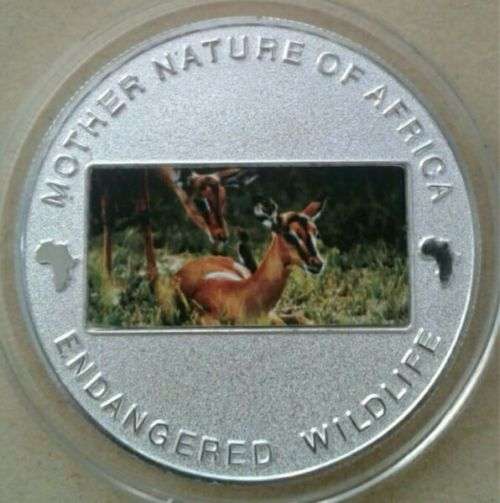 MOTHER NATURE OF AFRICA
ENDANGERED WILDLIFE